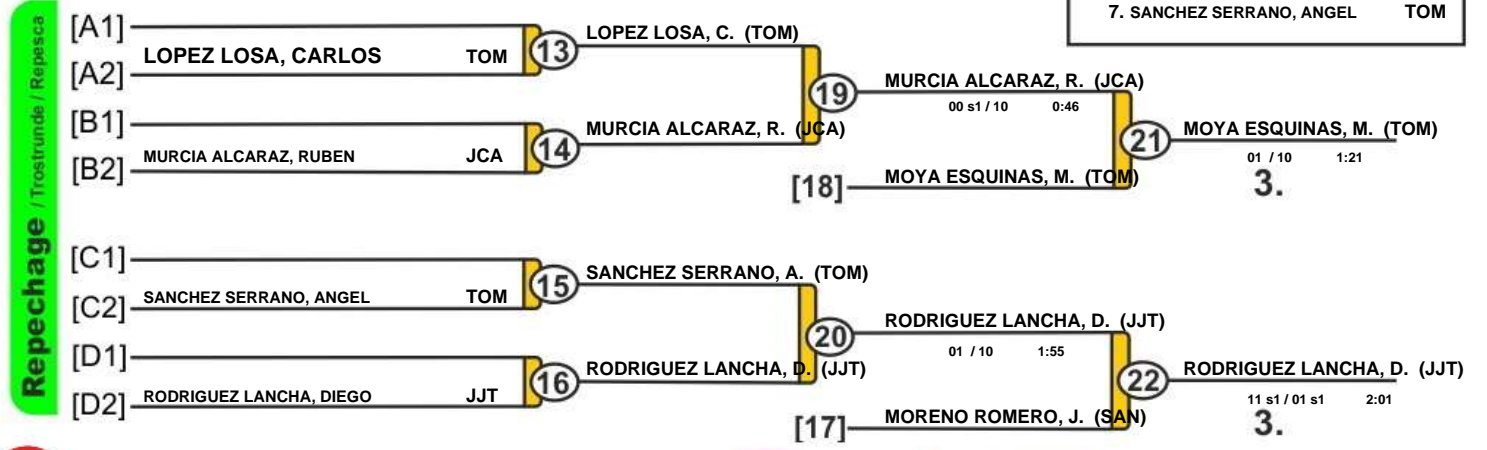 7. SANCHEZ SERRANO, ANGEL TOM
Repechage / Trostrunde / Repesca
[A1]
LOPEZ LOSA, CARLOS TOM
[A2]
13
LOPEZ LOSA, C. (TOM)
[B1]
MURCIA ALCARAZ, RUBEN JCA
[B2]
14
MURCIA ALCARAZ, R. (JCA)
19
MURCIA ALCARAZ, R. (JCA)
00 s1 / 10 0:46
[18]
MOYA ESQUINAS, M. (TOM)
21
MOYA ESQUINAS, M. (TOM)
01 / 10 1:21
3.
[C1]
SANCHEZ SERRANO, ANGEL TOM
[C2]
15
SANCHEZ SERRANO, A. (TOM)
[D1]
RODRIGUEZ LANCHA, DIEGO JJT
[D2]
16
RODRIGUEZ LANCHA, D. (JJT)
20
RODRIGUEZ LANCHA, D. (JJT)
01 / 10 1:55
[17]
MORENO ROMERO, J. (SAN)
22
RODRIGUEZ LANCHA, D. (JJT)
11 s1 / 01 s1 2:01
3.